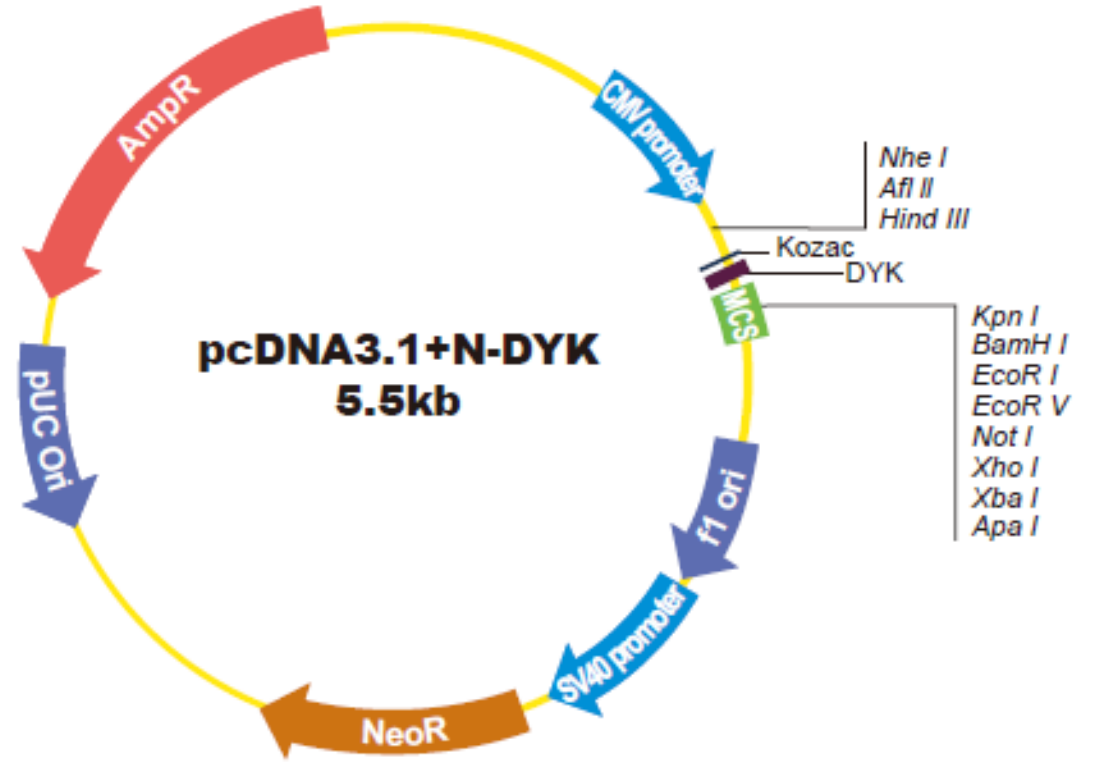 AmpR
CMV promoter
Nhe I
Afl II
Hind III
Kozac
DYK
MCS
Kpn I
BamH I
EcoR I
EcoR V
Not I
Xho I
Xba I
Apa I
pcDNA3.1+N-DYK
5.5kb
pUC Ori
f1 ori
SV40 promoter
NeoR